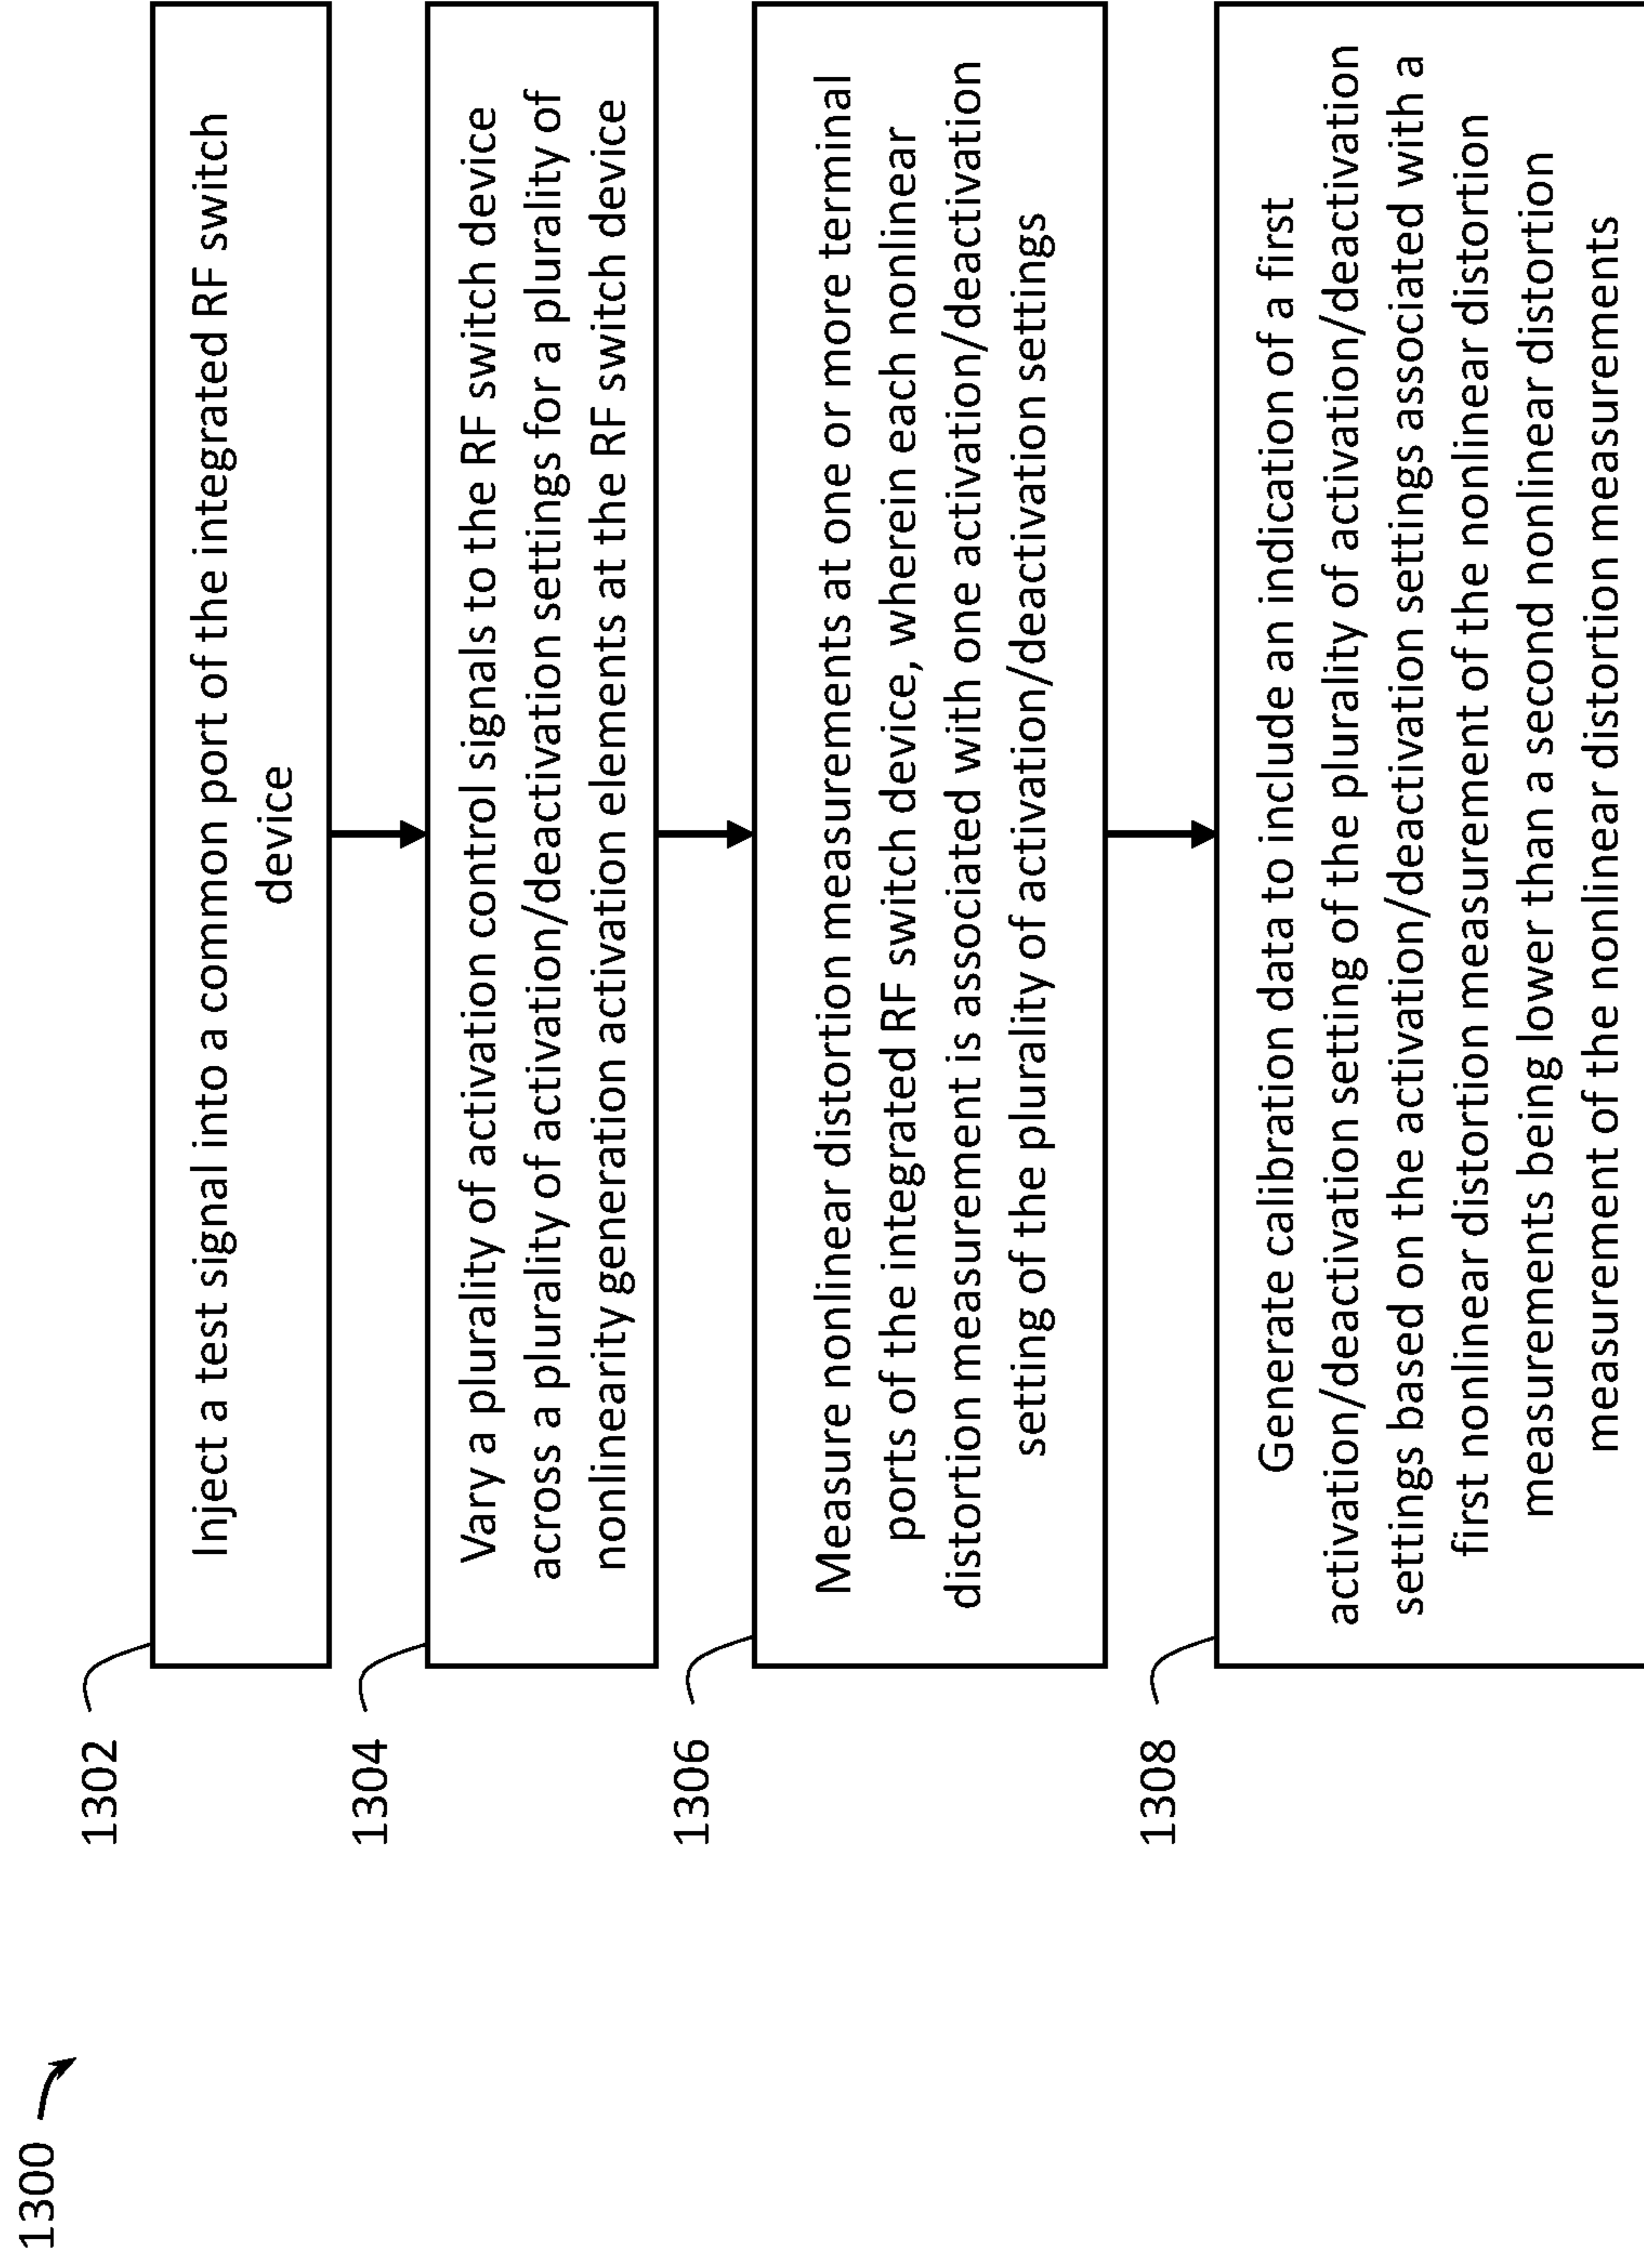 1300
1302
Inject a test signal into a common port of the integrated RF switch
device
1304
Vary a plurality of activation control signals to the RF switch device
across a plurality of activation/deactivation settings for a plurality of
nonlinearity generation activation elements at the RF switch device
1306
Measure nonlinear distortion measurements at one or more terminal
ports of the integrated RF switch device, wherein each nonlinear
distortion measurement is associated with one activation/deactivation
setting of the plurality of activation/deactivation settings
1308
Generate calibration data to include an indication of a first
activation/deactivation setting of the plurality of activation/deactivation
settings based on the activation/deactivation settings associated with a
first nonlinear distortion measurement of the nonlinear distortion
measurements being lower than a second nonlinear distortion
measurement of the nonlinear distortion measurements